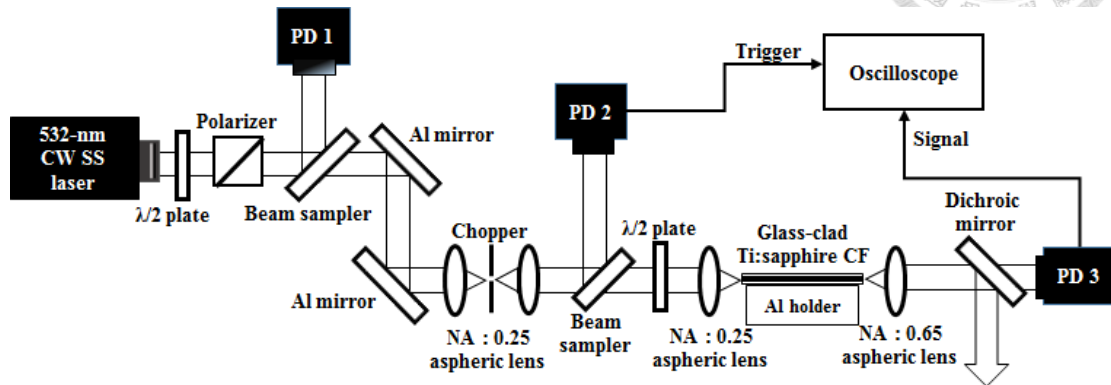 PD 1
Trigger
Oscilloscope
PD 2
532-nm
CW SS
laser
Polarizer
Al mirror
Signal
λ/2 plate
Beam sampler
Dichroic
mirror
Chopper
λ/2 plate
Glass-clad
Ti:sapphire CF
PD 3
Al mirror
Al holder
Beam
sampler
NA : 0.25
aspheric lens
NA : 0.25
aspheric lens
NA : 0.65
aspheric lens